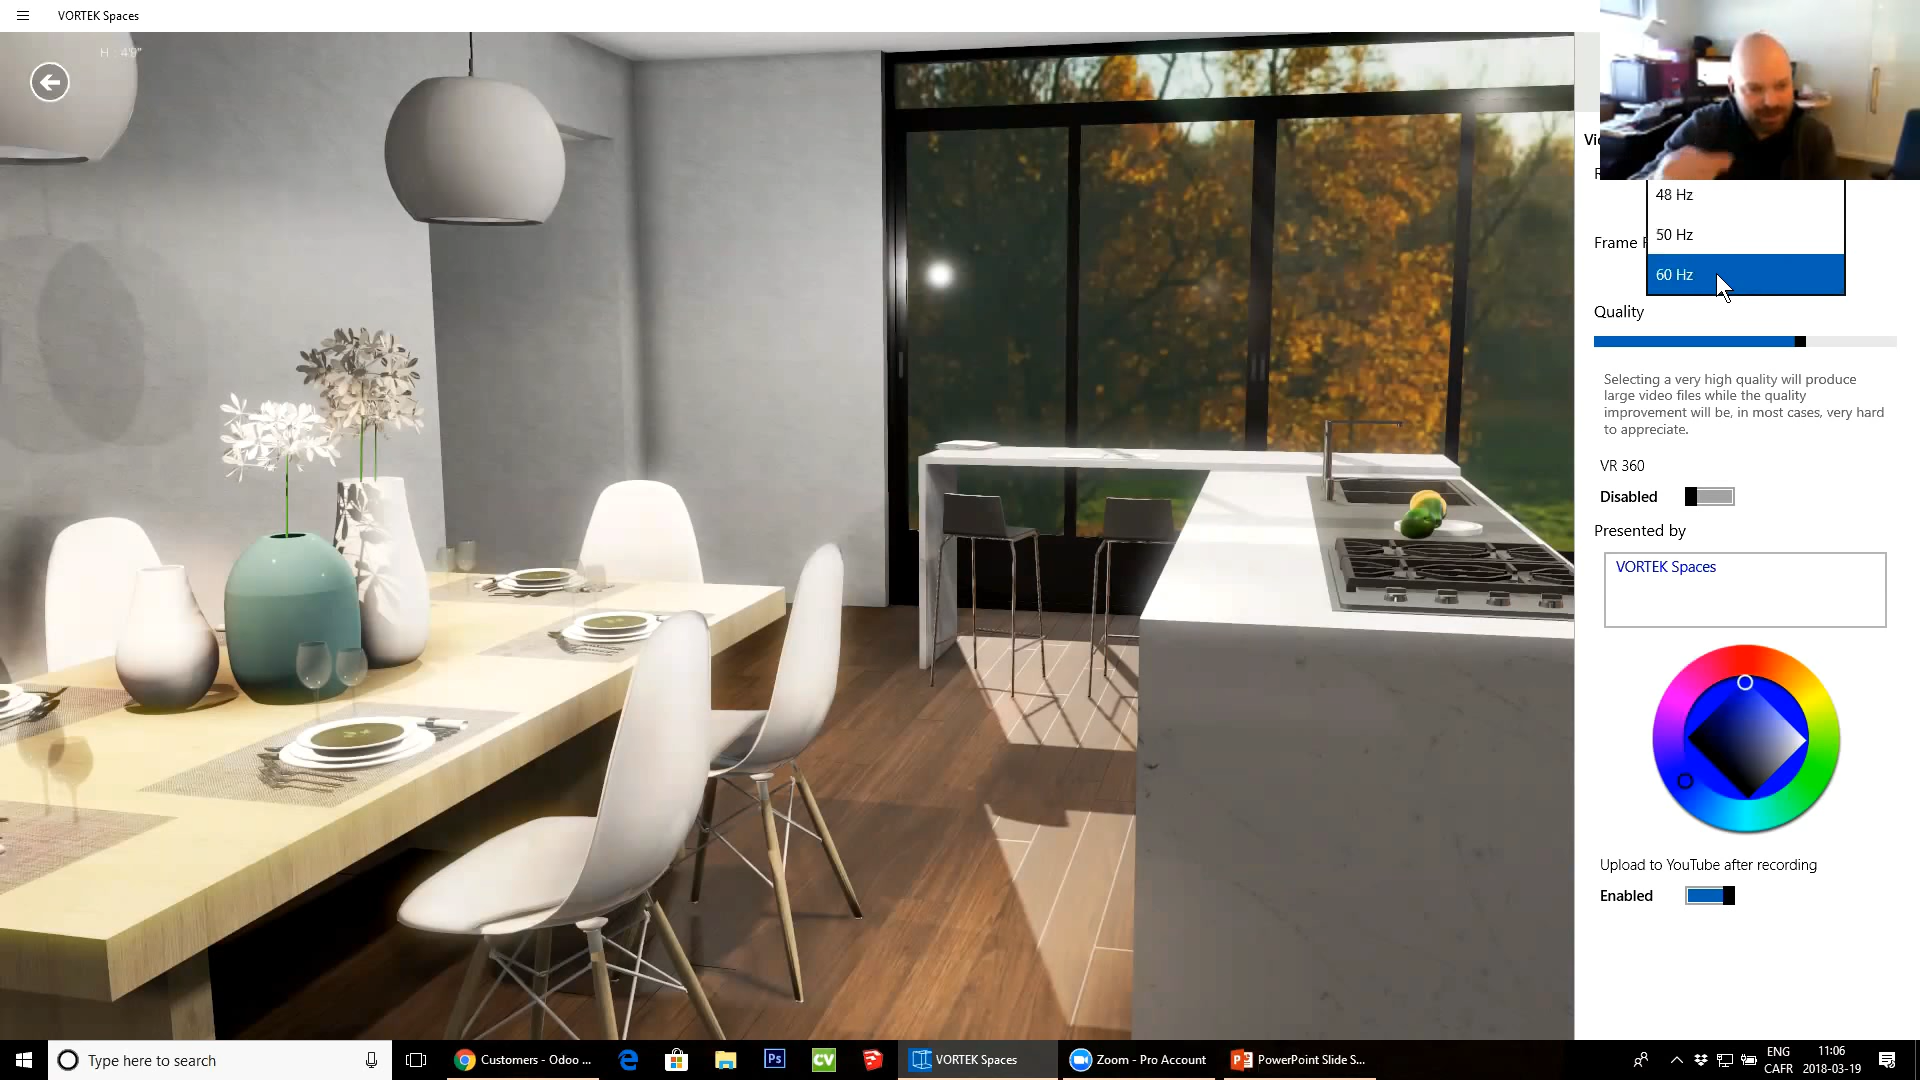 VORTEK Spaces
H : 4'9"
48 Hz
50 Hz
Frame
60 Hz
Quality
Selecting a very high quality will produce
large video files while the quality
improvement will be, in most cases, very hard
to appreciate.
VR 360
Disabled
Presented by
VORTEK Spaces
Upload to YouTube after recording
Enabled
Type here to search
Customers - Odoo ...
Ps
CV
VORTEK Spaces
Zoom - Pro Account
PowerPoint Slide S...
ENG
CAFR
11:06
2018-03-19